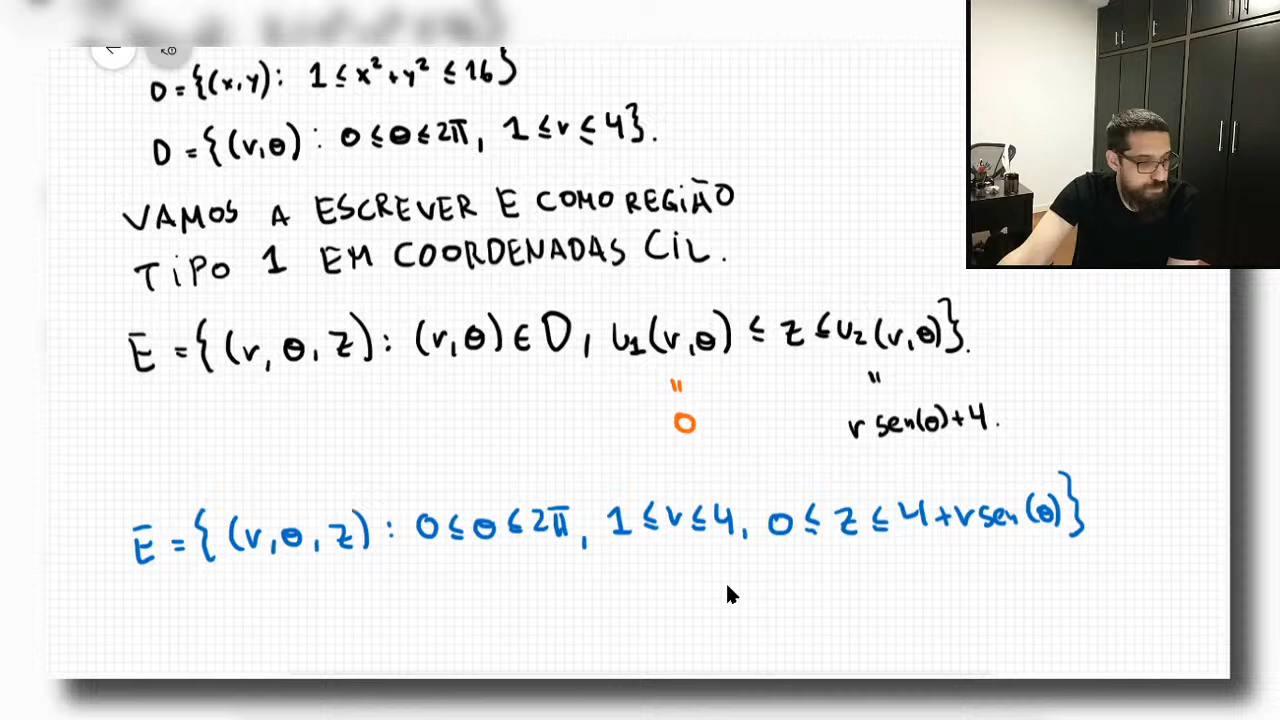 D = {(x,y): 1 ≤ x² + y² ≤ 16}
D = {(r,θ): 0 ≤ θ ≤ 2π, 1 ≤ r ≤ 4}.
VAMOS A ESCREVER E COMO REGIÃO
TIPO 1 EM COORDENADAS CIL.
E = {(r, θ, z): (r,θ) ∈ D, u₁(r,θ) ≤ z ≤ u₂(r,θ)}.
" "
0 r sen(θ)+4.
E = {(r,θ,z): 0 ≤ θ ≤ 2π, 1 ≤ r ≤ 4, 0 ≤ z ≤ 4+r sen(θ)}